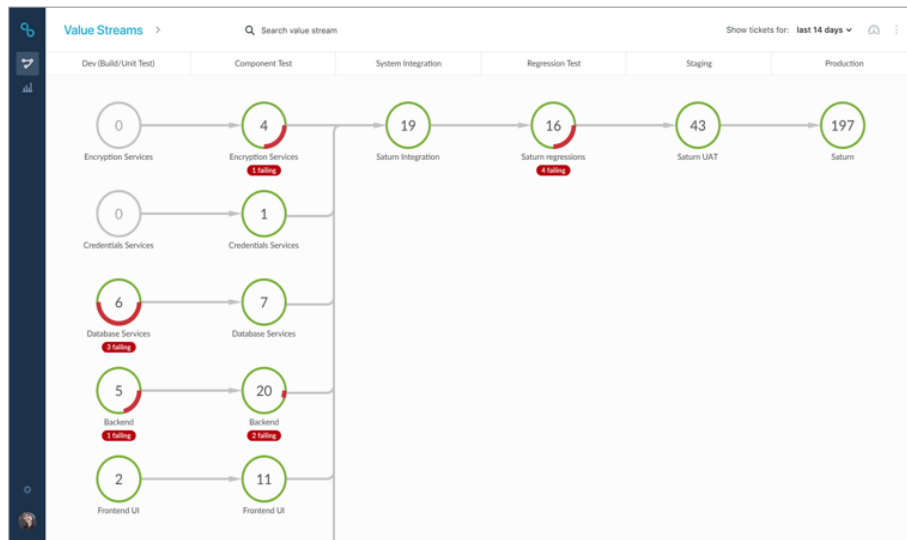 Value Streams >
Search value stream
Show tickets for: last 14 days
Dev (Build/Unit Test) Component Test System Integration Regression Test Staging Production
0 4 19 16 43 197
Encryption Services Encryption Services Saturn Integration Saturn regressions Saturn UAT Saturn
1 failing 4 failing
0 1
Credentials Services Credentials Services
6 7
Database Services Database Services
3 failing
5 20
Backend Backend
1 failing 2 failing
2 11
Frontend UI Frontend UI